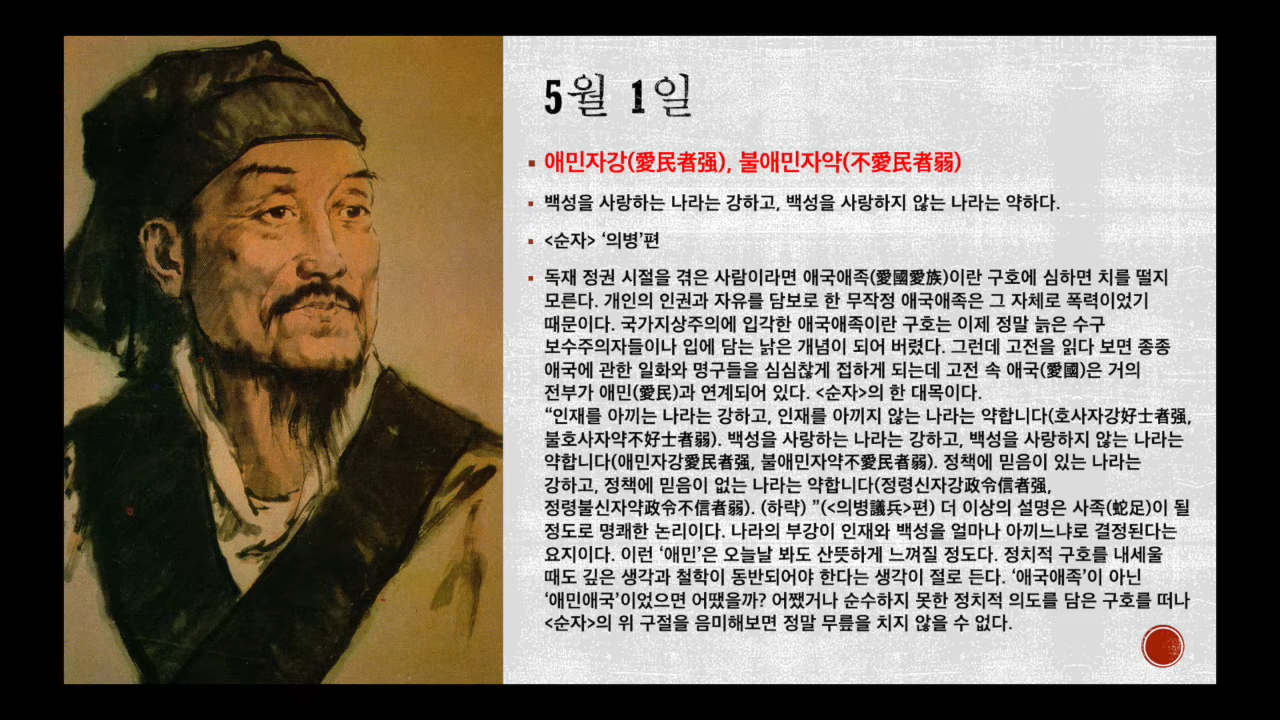 5월 1일
애민자강(愛民者强), 불애민자약(不愛民者弱)
백성을 사랑하는 나라는 강하고, 백성을 사랑하지 않는 나라는 약하다.
<순자> ‘의병’편
독재 정권 시절을 겪은 사람이라면 애국애족(愛國愛族)이란 구호에 심하면 치를 떨지
모른다. 개인의 인권과 자유를 담보로 한 무작정 애국애족은 그 자체로 폭력이었기
때문이다. 국가지상주의에 입각한 애국애족이란 구호는 이제 정말 늙은 수구
보수주의자들이나 입에 담는 낡은 개념이 되어 버렸다. 그런데 고전을 읽다 보면 종종
애국에 관한 일화와 명구들을 심심찮게 접하게 되는데 고전 속 애국(愛國)은 거의
전부가 애민(愛民)과 연계되어 있다. <순자>의 한 대목이다.
“인재를 아끼는 나라는 강하고, 인재를 아끼지 않는 나라는 약합니다(호사자강好士者强,
불호사자약不好士者弱). 백성을 사랑하는 나라는 강하고, 백성을 사랑하지 않는 나라는
약합니다(애민자강愛民者强, 불애민자약不愛民者弱). 정책에 믿음이 있는 나라는
강하고, 정책에 믿음이 없는 나라는 약합니다(정령신자강政令信者强,
정령불신자약政令不信者弱). (하략) ”(<의병議兵>편) 더 이상의 설명은 사족(蛇足)이 될
정도로 명쾌한 논리이다. 나라의 부강이 인재와 백성을 얼마나 아끼느냐로 결정된다는
요지이다. 이런 ‘애민’은 오늘날 봐도 산뜻하게 느껴질 정도다. 정치적 구호를 내세울
때도 깊은 생각과 철학이 동반되어야 한다는 생각이 절로 든다. ‘애국애족’이 아닌
‘애민애국’이었으면 어땠을까? 어쨌거나 순수하지 못한 정치적 의도를 담은 구호를 떠나
<순자>의 위 구절을 음미해보면 정말 무릎을 치지 않을 수 없다.